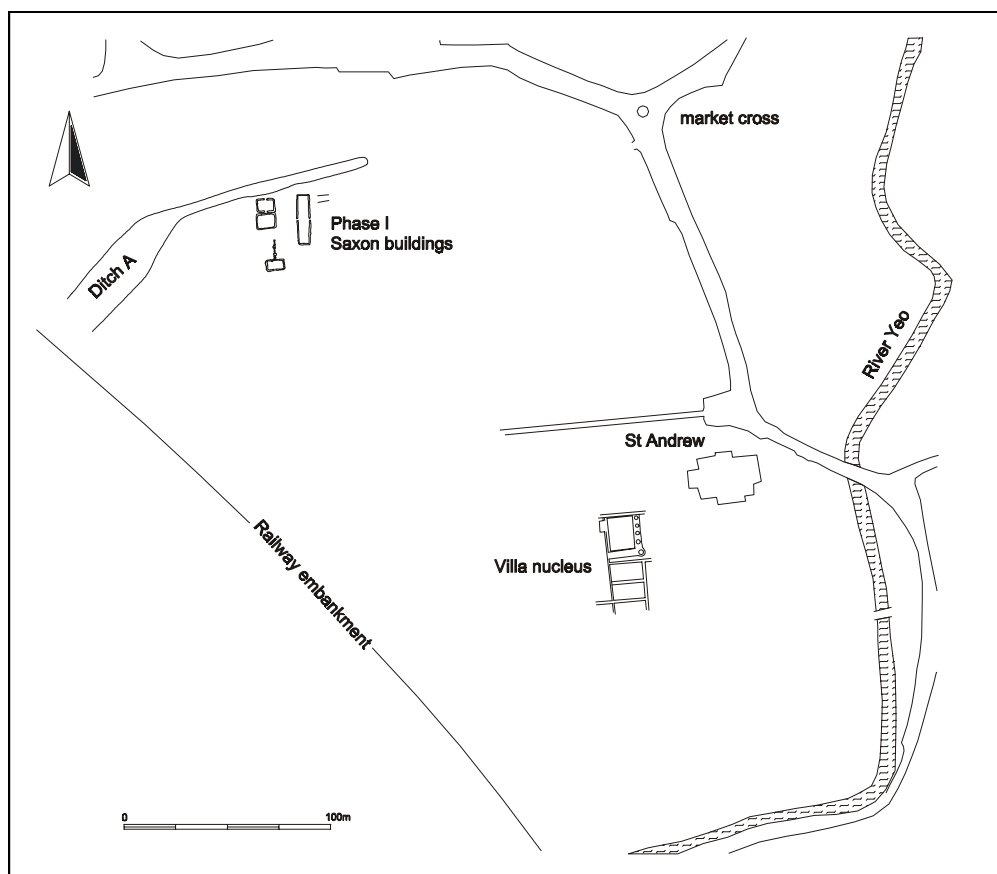 market cross
Phase I
Saxon buildings
Ditch A
River Yeo
St Andrew
Railway embankment
Villa nucleus
0 100m